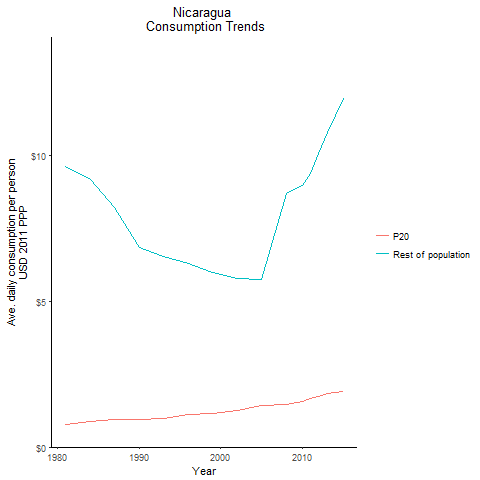 Nicaragua
Consumption Trends
Ave. daily consumption per person
USD 2011 PPP
$10
$5
$0
1980
1990
2000
2010
Year
P20
Rest of population